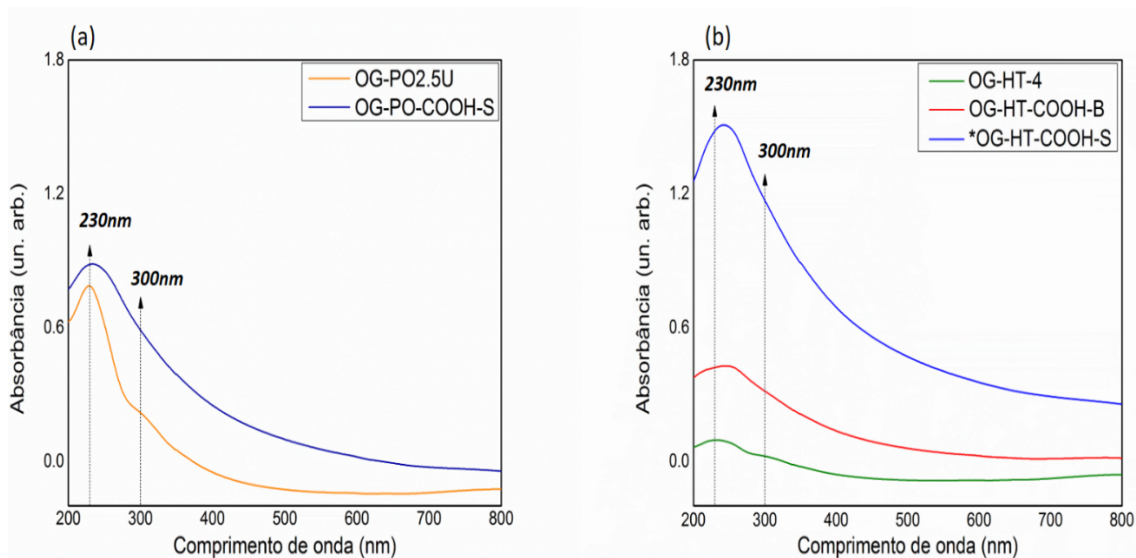 (a)
1.8
OG-PO2.5U
OG-PO-COOH-S
1.2
230nm
300nm
0.6
0.0
Absorbância (un. arb.)
200 300 400 500 600 700 800
Comprimento de onda (nm)
(b)
1.8
OG-HT-4
OG-HT-COOH-B
*OG-HT-COOH-S
230nm
300nm
1.2
0.6
0.0
Absorbância (un. arb.)
200 300 400 500 600 700 800
Comprimento de onda (nm)